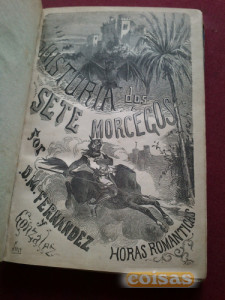 HISTORIA dos
SETE
MORCEGOS
POR
D. M. FERNANDEZ
Y
GONZALEZ
HORAS ROMANTICAS
coisas